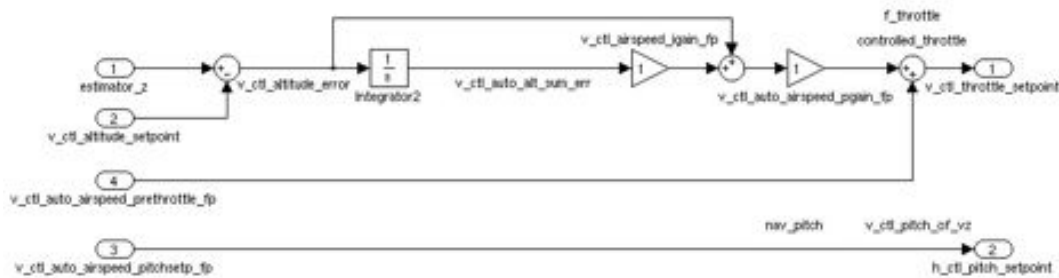 f_throttle
v_ctl_airspeed_igain_fp
controlled_throttle
1
estimator_z
v_ctl_altitude_error
1
s
Integrator2
v_ctl_auto_alt_sum_err
1
1
v_ctl_auto_airspeed_pgain_fp
1
v_ctl_throttle_setpoint
2
v_ctl_altitude_setpoint
4
v_ctl_auto_airspeed_prethrottle_fp
nav_pitch
v_ctl_pitch_of_vz
3
v_ctl_auto_airspeed_pitchsetp_fp
2
h_ctl_pitch_setpoint